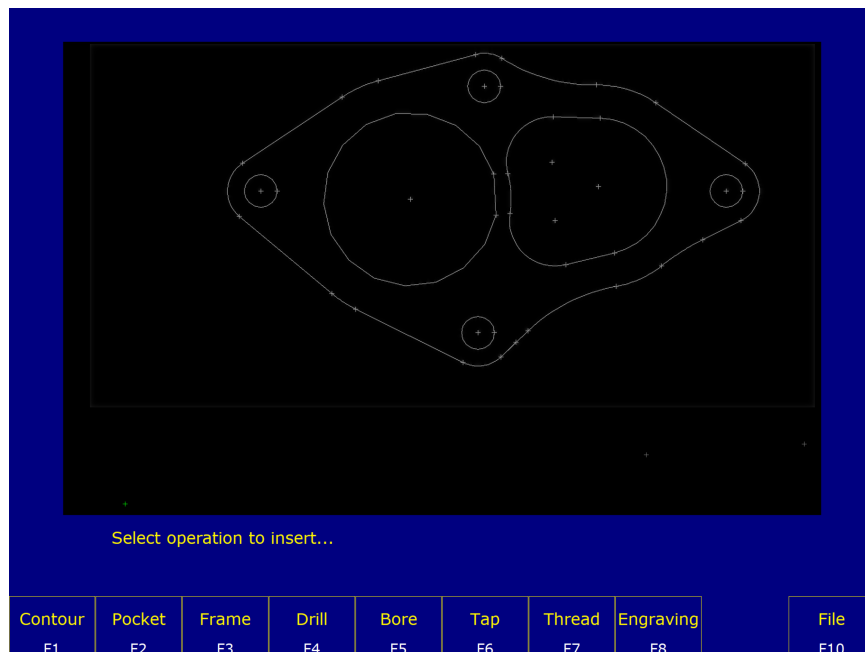 Select operation to insert...
Contour Pocket Frame Drill Bore Tap Thread Engraving File
F1 F2 F3 F4 F5 F6 F7 F8 F10